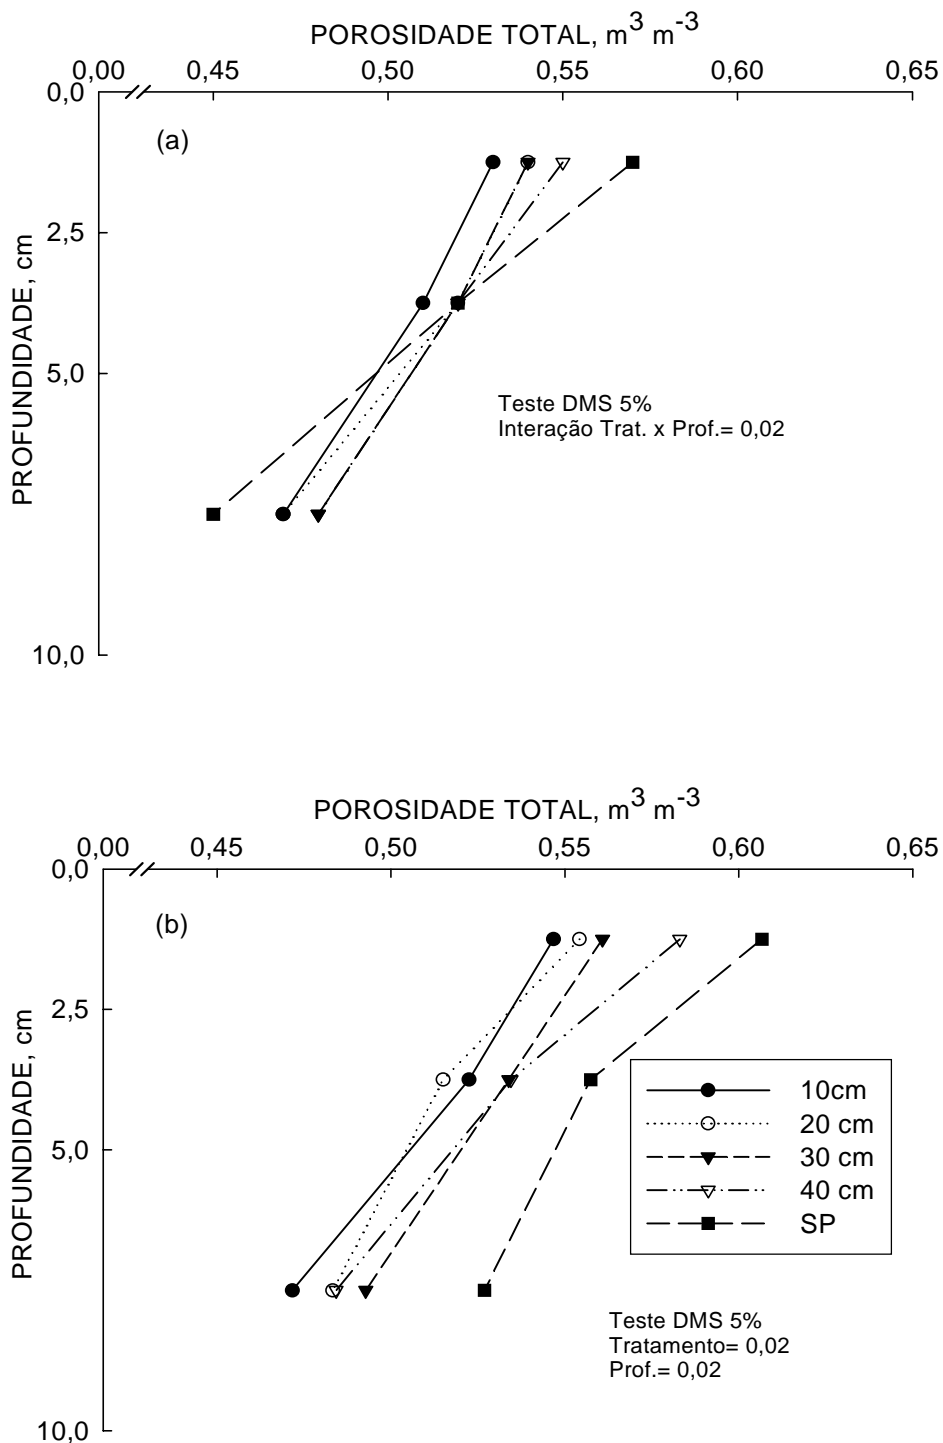 POROSIDADE TOTAL, m³ m⁻³
0,00 0,45 0,50 0,55 0,60 0,65
0,0
(a)
2,5
PROFUNDIDADE, cm
5,0
Teste DMS 5%
Interação Trat. x Prof.= 0,02
10,0
POROSIDADE TOTAL, m³ m⁻³
0,00 0,45 0,50 0,55 0,60 0,65
0,0
(b)
2,5
PROFUNDIDADE, cm
10cm
20 cm
5,0
30 cm
40 cm
SP
Teste DMS 5%
Tratamento= 0,02
Prof.= 0,02
10,0